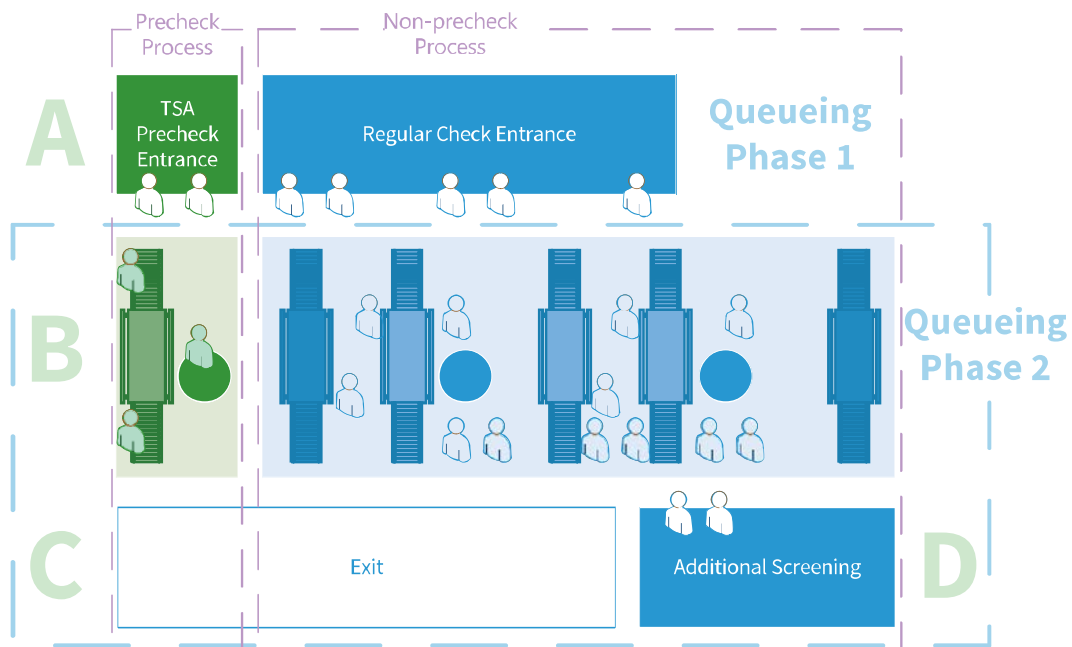 Precheck
Process
Non-precheck
Process
A
TSA
Precheck
Entrance
Regular Check Entrance
Queueing
Phase 1
B
Queueing
Phase 2
C
Exit
Additional Screening
D